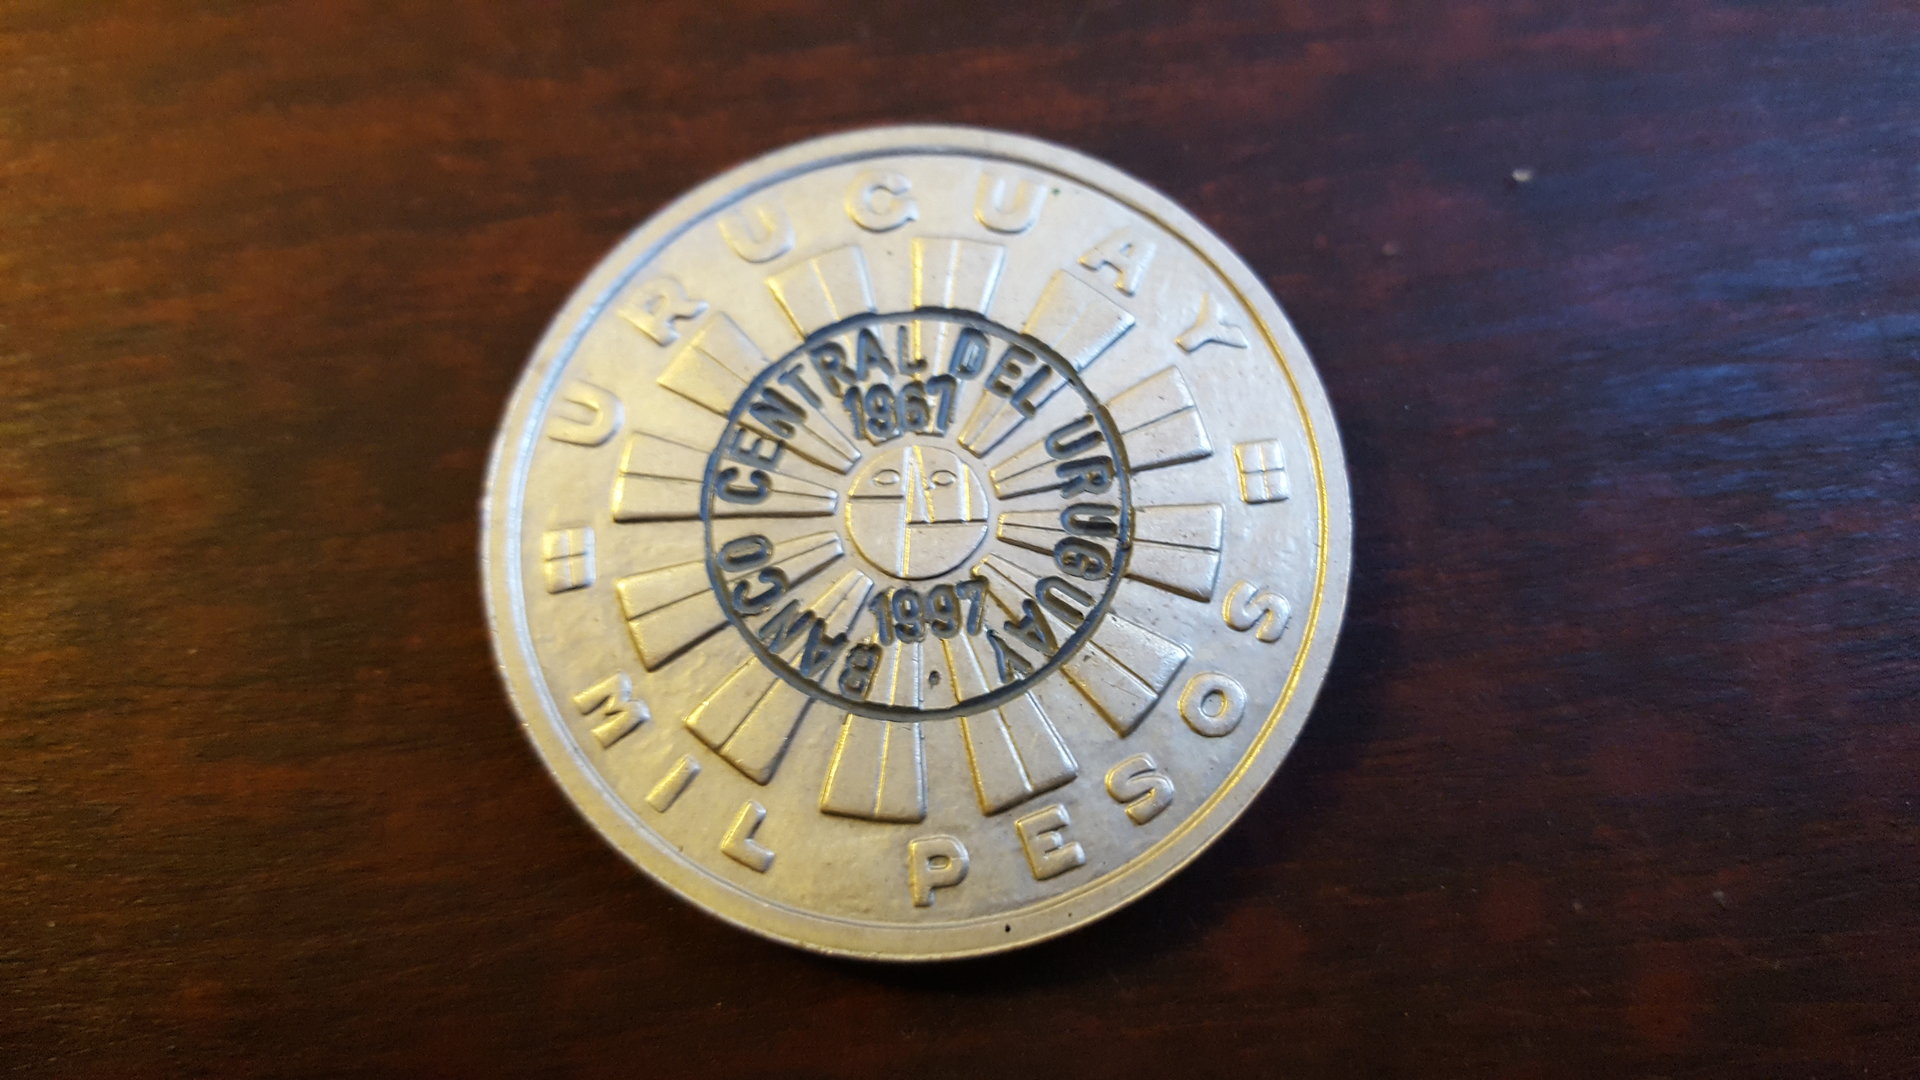 URUGUAY
MIL PESOS
BANCO CENTRAL DEL URUGUAY
1967
1997